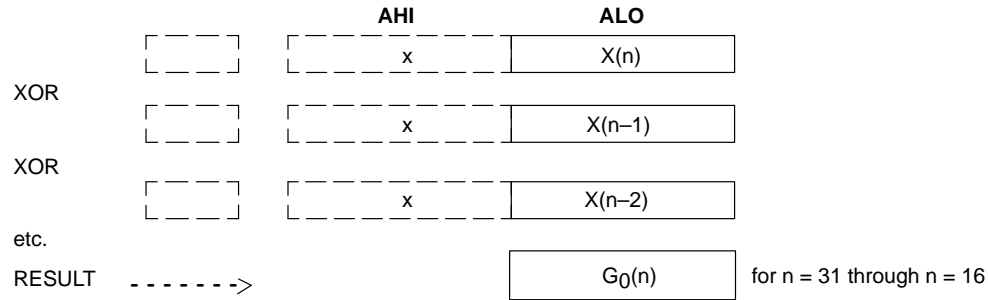 AHI ALO
x X(n)
XOR
x X(n–1)
XOR
x X(n–2)
etc.
RESULT G0(n) for n = 31 through n = 16